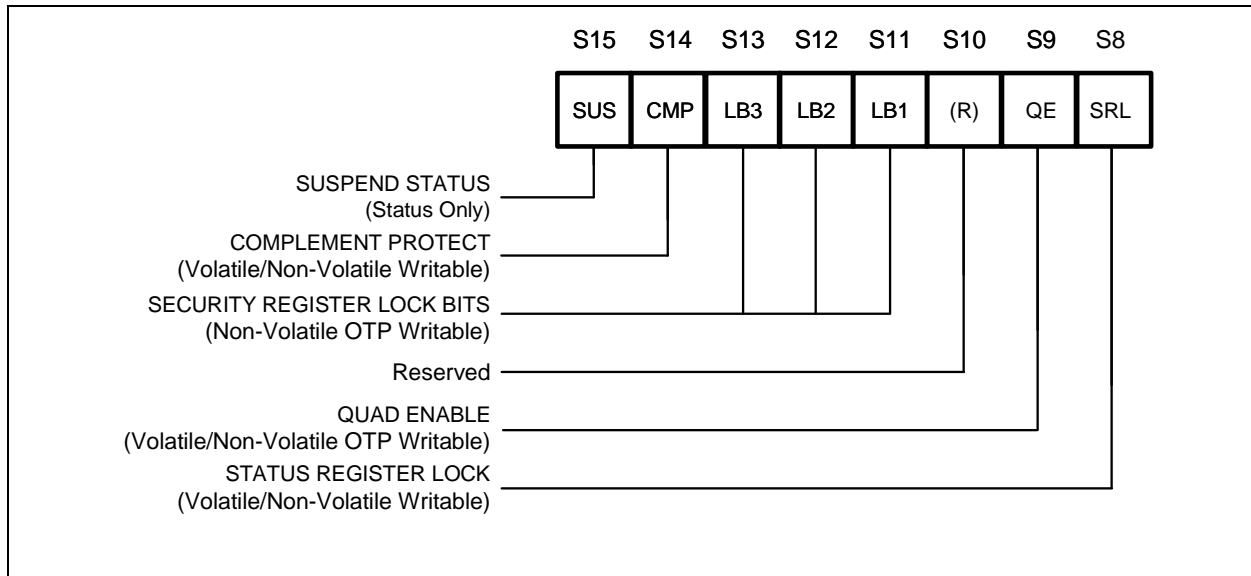 S15 S14 S13 S12 S11 S10 S9 S8
SUS CMP LB3 LB2 LB1 (R) QE SRL
SUSPEND STATUS
(Status Only)
COMPLEMENT PROTECT
(Volatile/Non-Volatile Writable)
SECURITY REGISTER LOCK BITS
(Non-Volatile OTP Writable)
Reserved
QUAD ENABLE
(Volatile/Non-Volatile OTP Writable)
STATUS REGISTER LOCK
(Volatile/Non-Volatile Writable)